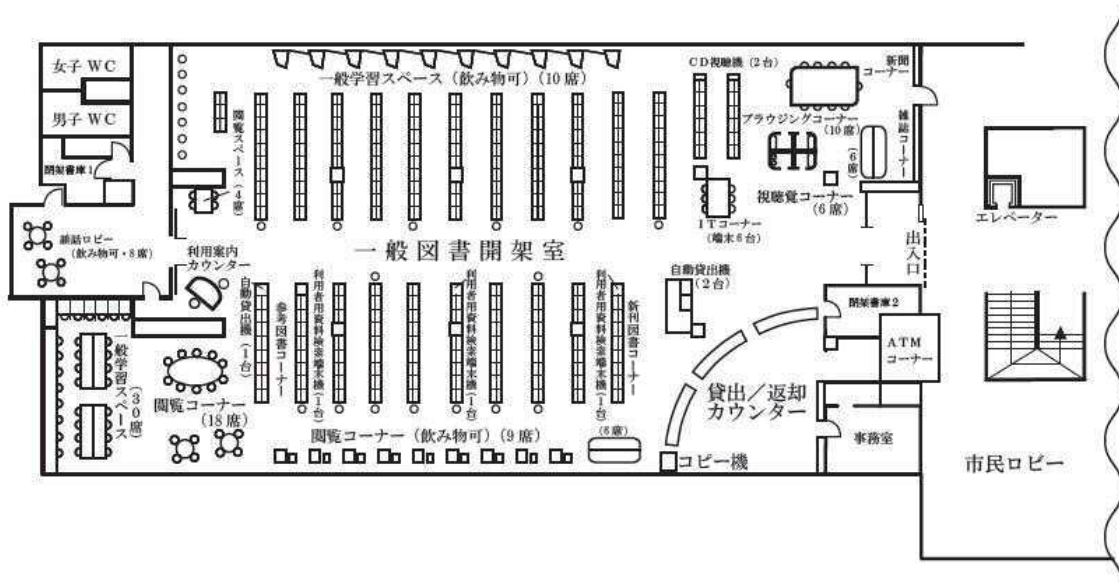 女子WC
男子WC
閉架書庫1
談話ロビー
(飲み物可・8席)
閲覧スペース(4席)
利用案内
カウンター
一般学習スペース(飲み物可)(10席)
CD視聴機(2台)
新聞
コーナー
ブラウジングコーナー
(10席)
雑誌コーナー
(6席)
視聴覚コーナー
(6席)
ITコーナー
(端末6台)
エレベーター
出入口
一般図書開架室
自動貸出機
(2台)
自動貸出機(1台)
参考図書コーナー
利用者用資料検索端末機(1台)
利用者用資料検索端末機(1台)
利用者用資料検索端末機(1台)
新刊図書コーナー
閉架書庫2
ATM
コーナー
一般学習スペース
(30席)
閲覧コーナー
(18席)
閲覧コーナー(飲み物可)(9席)
(6席)
貸出/返却
カウンター
コピー機
事務室
市民ロビー